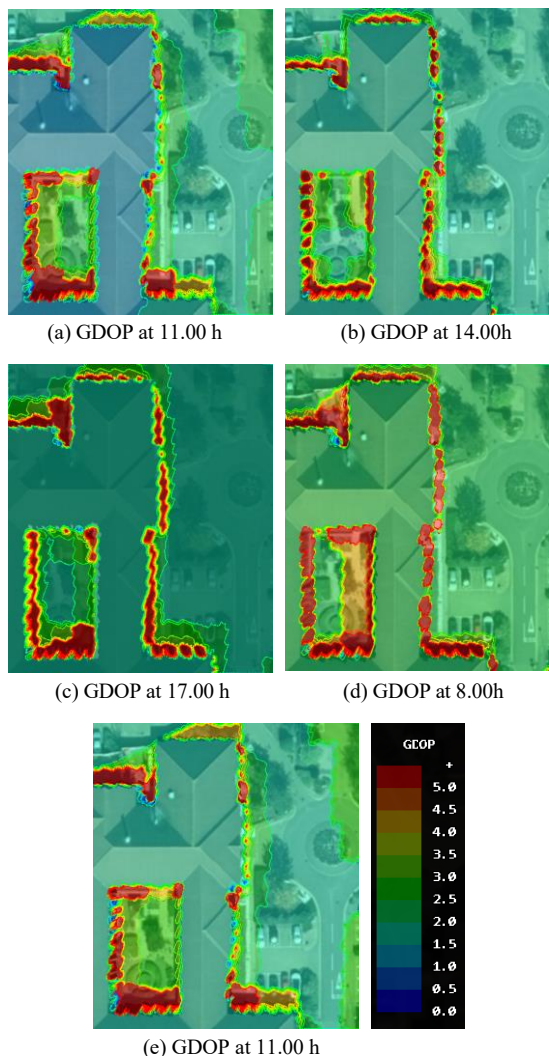 (a) GDOP at 11.00 h
(b) GDOP at 14.00h
(c) GDOP at 17.00 h
(d) GDOP at 8.00h
GDOP
+
5.0
4.5
4.0
3.5
3.0
2.5
2.0
1.5
1.0
0.5
0.0
(e) GDOP at 11.00 h